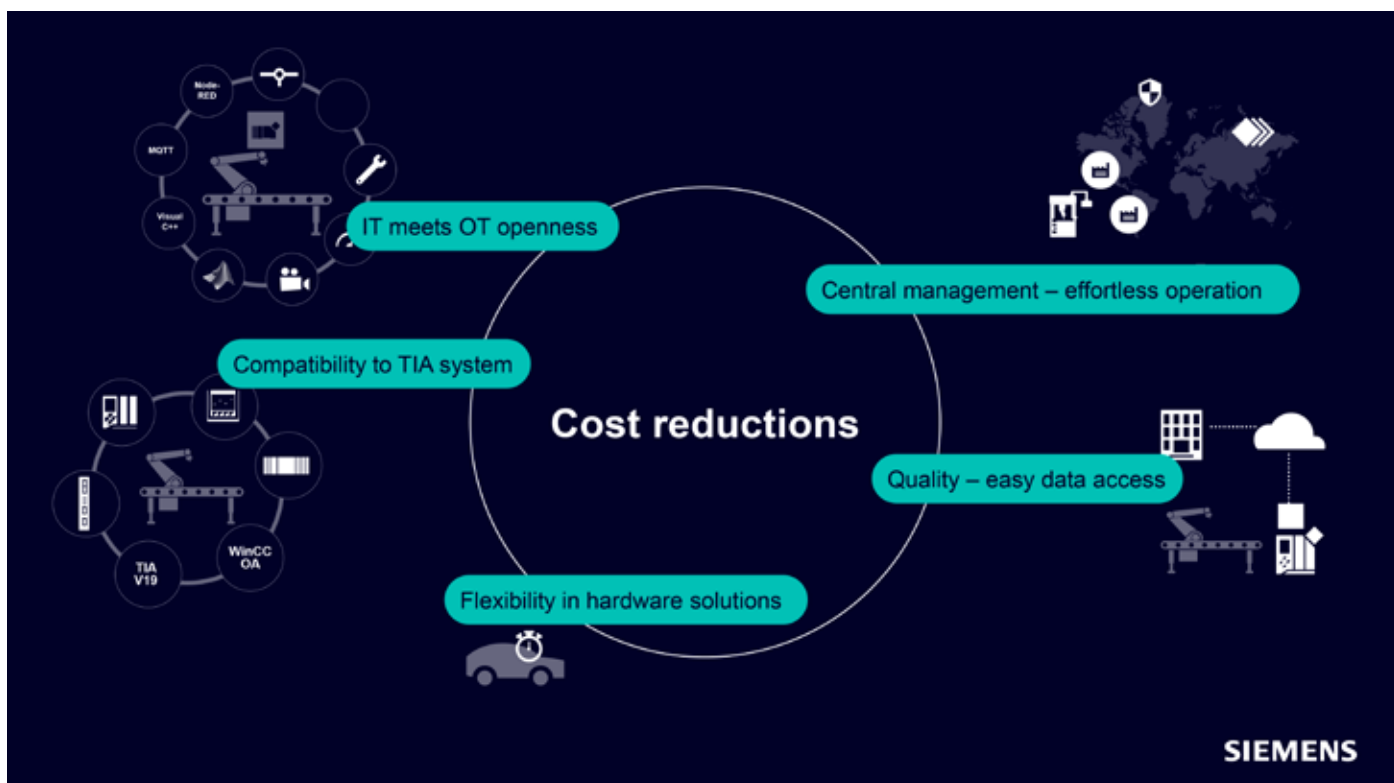 Node-
RED
MQTT
Visual
C++
IT meets OT openness
Central management – effortless operation
Compatibility to TIA system
Cost reductions
Quality – easy data access
WinCC
OA
TIA
V19
Flexibility in hardware solutions
SIEMENS